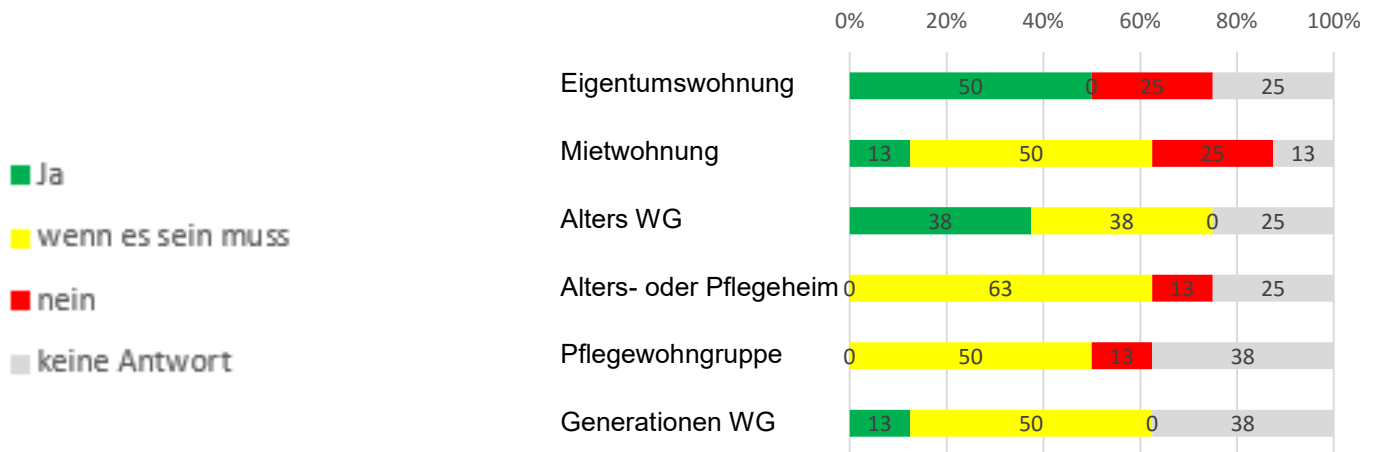 0% 20% 40% 60% 80% 100%
Eigentumswohnung 50 0 25 25
Mietwohnung 13 50 25 13
Ja
Alters WG 38 38 0 25
wenn es sein muss
Alters- oder Pflegeheim 0 63 13 25
nein
Pflegewohngruppe 0 50 13 38
keine Antwort
Generationen WG 13 50 0 38